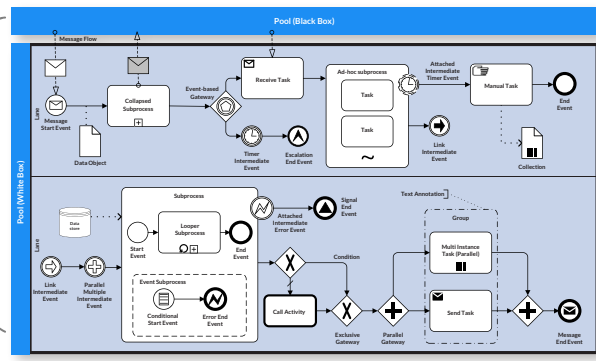 Pool (Black Box)
Message Flow
Pool (White Box)
Lane
Message
Start Event
Data Object
Collapsed
Subprocess
Event-based
Gateway
Receive Task
Timer
Intermediate
Event
Escalation
End Event
Ad-hoc subprocess
Task
Task
Attached
Intermediate
Timer Event
Link
Intermediate
Event
Manual Task
End
Event
Collection
Lane
Data
store
Link
Intermediate
Event
Parallel
Multiple
Intermediate
Event
Subprocess
Start
Event
Looper
Subprocess
End
Event
Event Subprocess
Conditional
Start Event
Error End
Event
Attached
Intermediate
Error Event
Signal
End
Event
Condition
Call Activity
Exclusive
Gateway
Parallel
Gateway
Text Annotation
Group
Multi Instance
Task (Parallel)
Send Task
Message
End Event